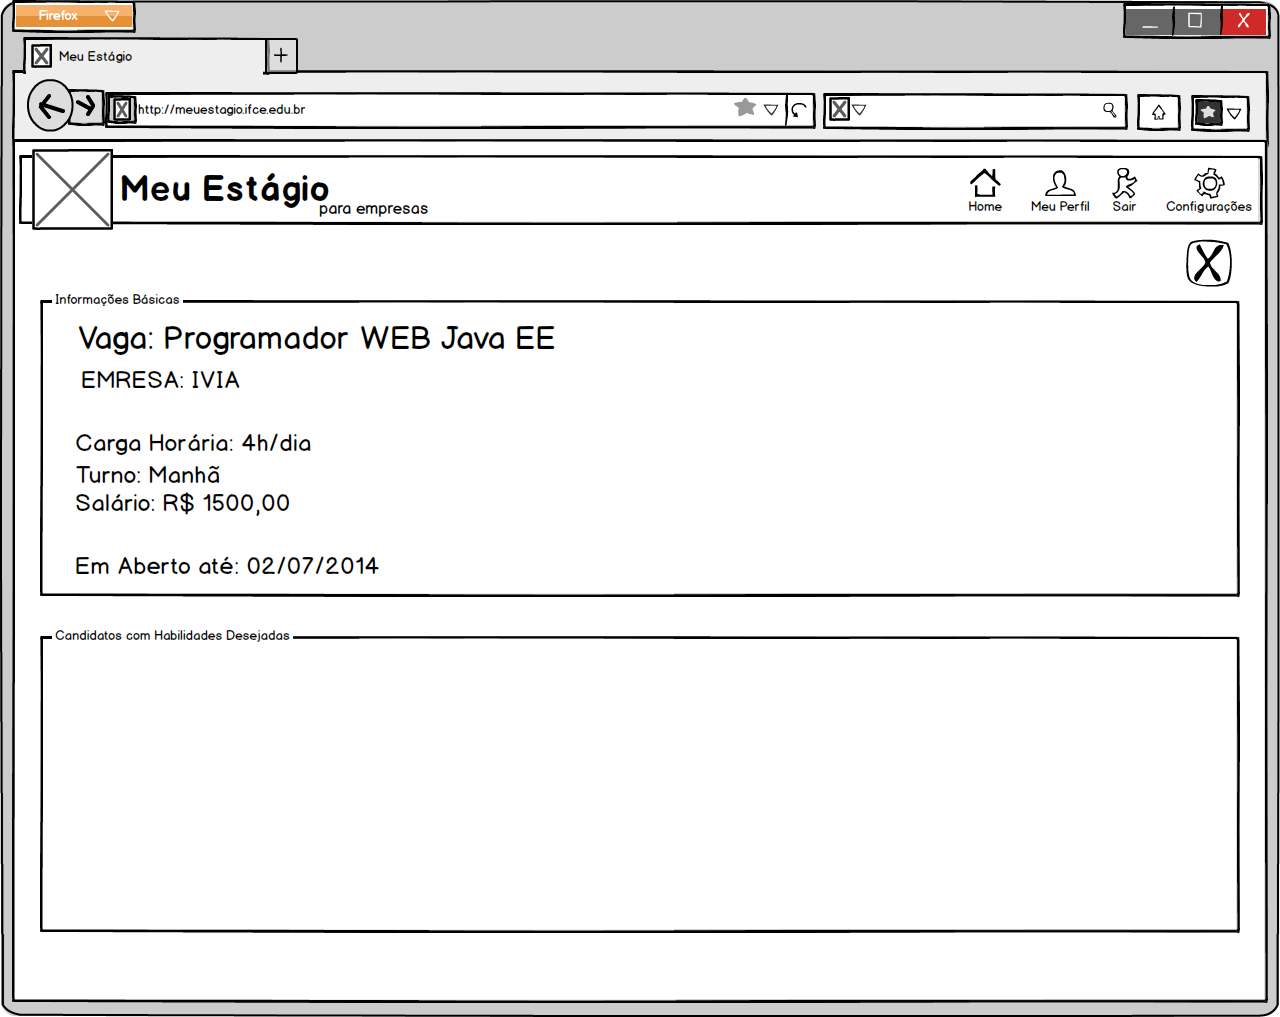 Firefox
Meu Estágio
http://meuestagio.ifce.edu.br
Meu Estágio
para empresas
Home
Meu Perfil
Sair
Configurações
Informações Básicas
Vaga: Programador WEB Java EE
EMRESA: IVIA
Carga Horária: 4h/dia
Turno: Manhã
Salário: R$ 1500,00
Em Aberto até: 02/07/2014
Candidatos com Habilidades Desejadas